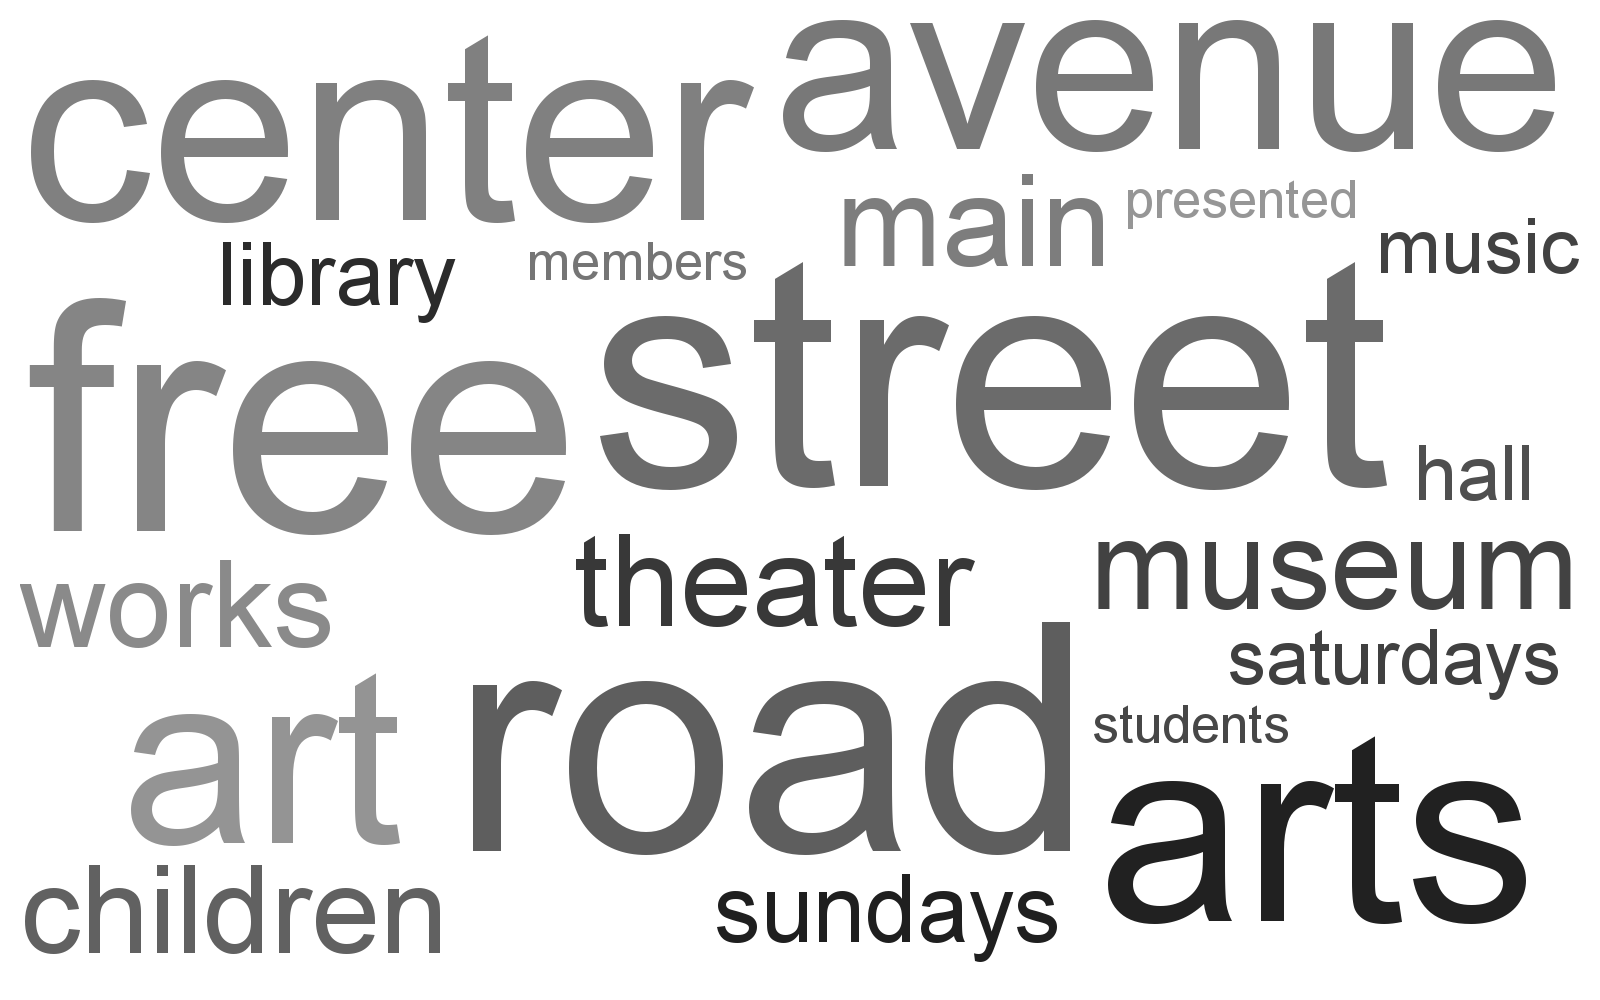 center
avenue
main
presented
library
members
music
free
street
hall
works
theater
museum
saturdays
art
road
students
arts
children
sundays